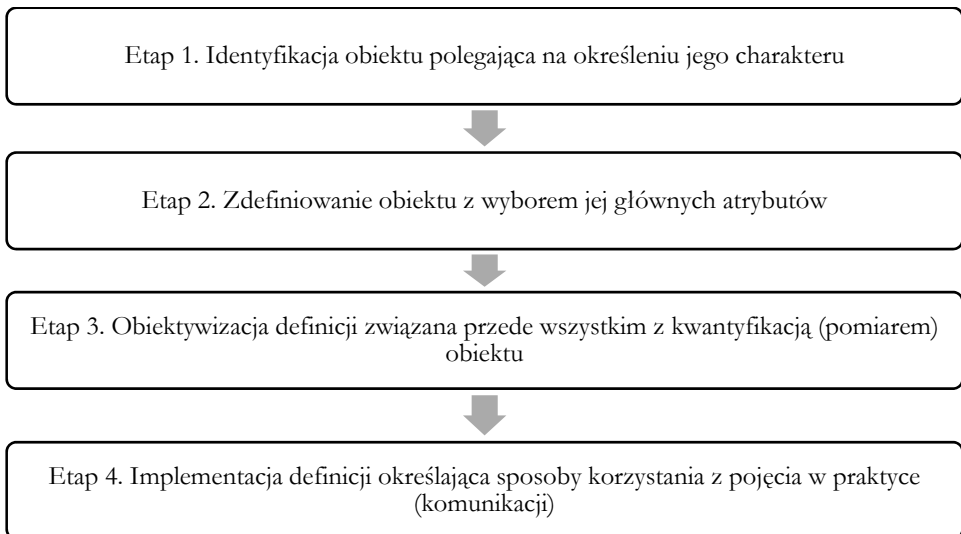 Etap 1. Identyfikacja obiektu polegająca na określeniu jego charakteru
Etap 2. Zdefiniowanie obiektu z wyborem jej głównych atrybutów
Etap 3. Obiektywizacja definicji związana przede wszystkim z kwantyfikacją (pomiarem)
obiektu
Etap 4. Implementacja definicji określająca sposoby korzystania z pojęcia w praktyce
(komunikacji)